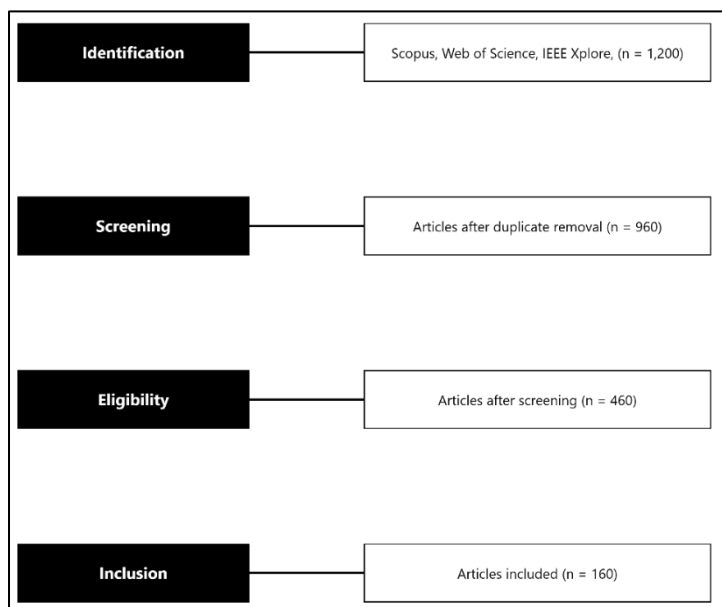 Identification
Scopus, Web of Science, IEEE Xplore, (n = 1,200)
Screening
Articles after duplicate removal (n = 960)
Eligibility
Articles after screening (n = 460)
Inclusion
Articles included (n = 160)